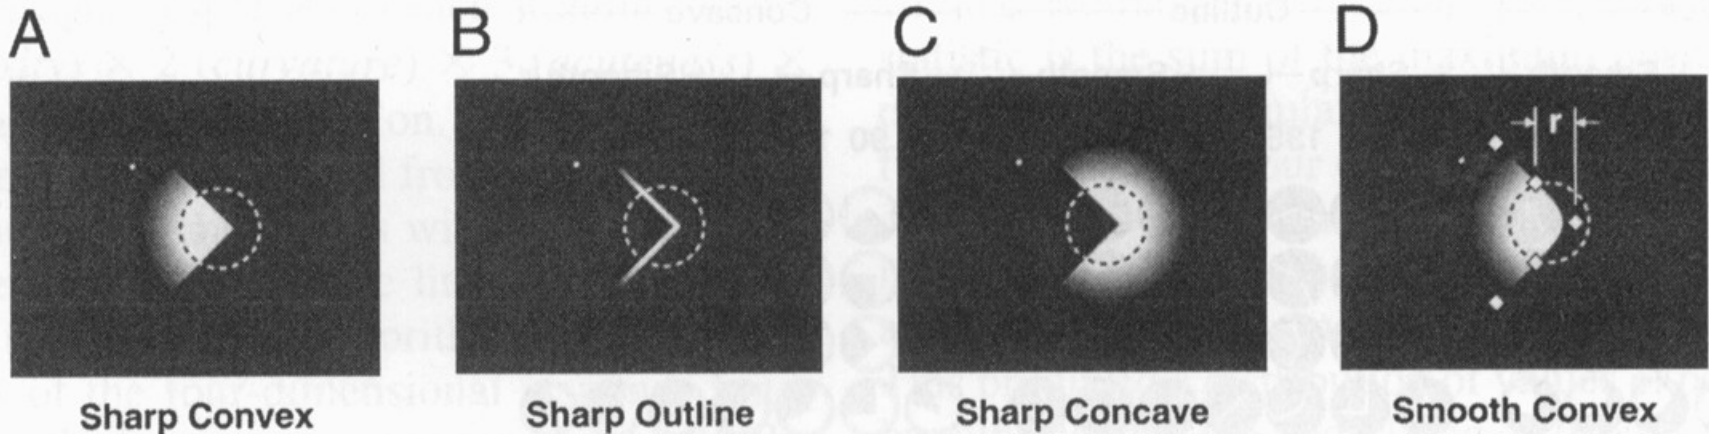 A
B
C
D
r
Sharp Convex
Sharp Outline
Sharp Concave
Smooth Convex